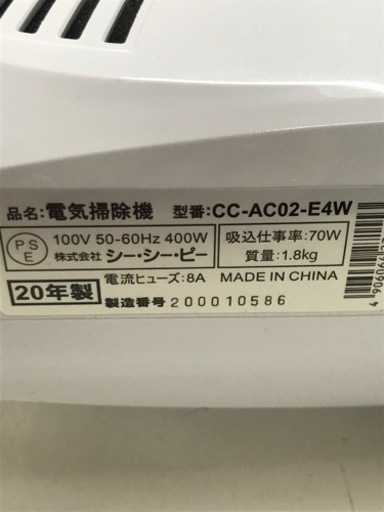 品名:電気掃除機 型番:CC-AC02-E4W
PSE 100V 50-60Hz 400W 吸込仕事率:70W
株式会社 シー・シー・ピー 質量:1.8kg
20年製 電流ヒューズ:8A MADE IN CHINA
製造番号 200010586